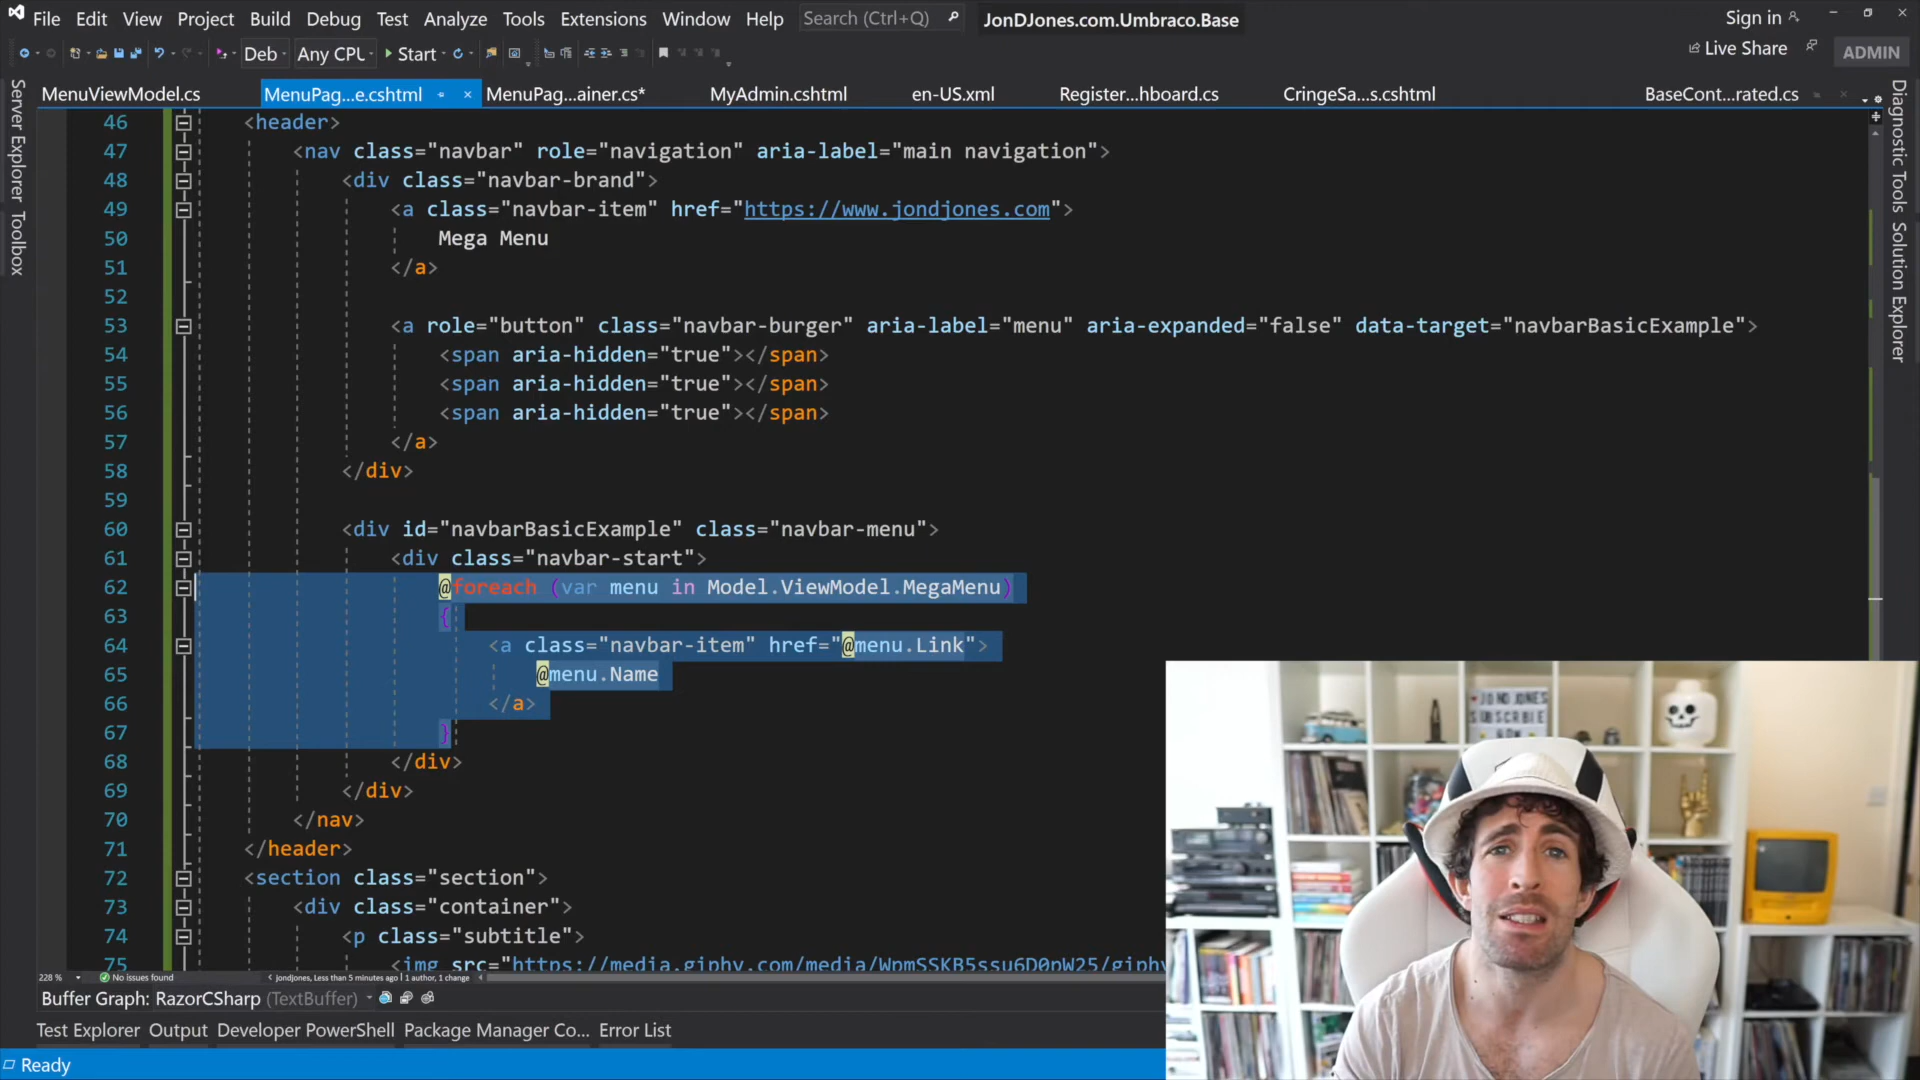 File Edit View Project Build Debug Test Analyze Tools Extensions Window Help Search (Ctrl+Q) JonDJones.com.Umbraco.Base Sign in
Deb Any CPL Start Live Share ADMIN
MenuViewModel.cs MenuPag...e.cshtml MenuPag...ainer.cs* MyAdmin.cshtml en-US.xml Register...hboard.cs CringeSa...s.cshtml BaseCont...rated.cs
Server Explorer Toolbox
Diagnostic Tools Solution Explorer
46 <header>
47 <nav class="navbar" role="navigation" aria-label="main navigation">
48 <div class="navbar-brand">
49 <a class="navbar-item" href="https://www.jondjones.com">
50 Mega Menu
51 </a>
52
53 <a role="button" class="navbar-burger" aria-label="menu" aria-expanded="false" data-target="navbarBasicExample">
54 <span aria-hidden="true"></span>
55 <span aria-hidden="true"></span>
56 <span aria-hidden="true"></span>
57 </a>
58 </div>
59
60 <div id="navbarBasicExample" class="navbar-menu">
61 <div class="navbar-start">
62 @foreach (var menu in Model.ViewModel.MegaMenu)
63 {
64 <a class="navbar-item" href="@menu.Link">
65 @menu.Name
66 </a>
67 }
68 </div>
69 </div>
70 </nav>
71 </header>
72 <section class="section">
73 <div class="container">
74 <p class="subtitle">
75 <img src="https://media.giphy.com/media/WpmSSKB5ssu6D0pW25/giphy
JONDJONES
SUBSCRIBE
228 % No issues found jondjones, Less than 5 minutes ago | 1 author, 1 change
Buffer Graph: RazorCSharp (TextBuffer)
Test Explorer Output Developer PowerShell Package Manager Co... Error List
Ready